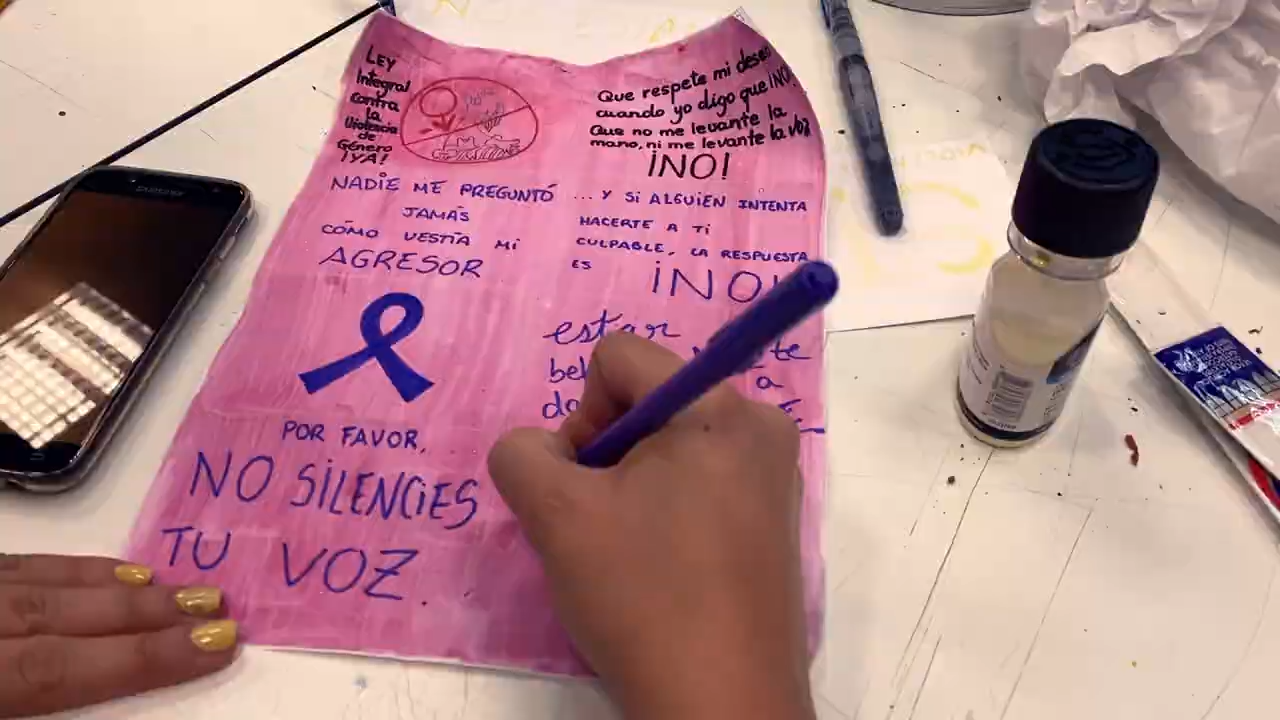 LEY
Integral
Contra
la
Violencia
de
Género
¡YA!
Que respete mi deseo
cuando yo digo que ¡NO!
Que no me levante la
mano, ni me levante la voz
¡NO!
NADIE ME PREGUNTÓ
JAMÁS
CÓMO VESTÍA MI
AGRESOR
... Y SI ALGUIEN INTENTA
HACERTE A TI
CULPABLE, LA RESPUESTA
ES
¡NO!
estar
POR FAVOR,
NO SILENCIES
TU VOZ
SAMSUNG